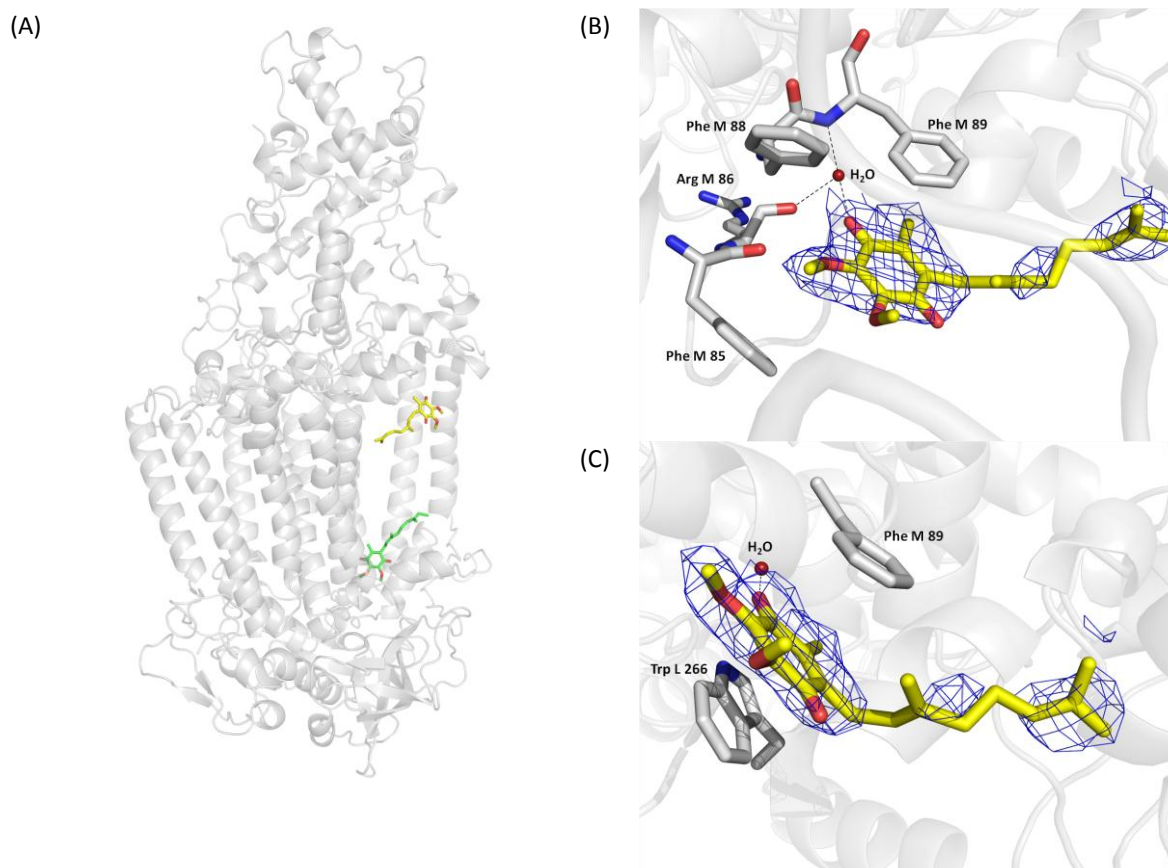 (A)
(B)
Phe M 88
Phe M 89
Arg M 86
H₂O
Phe M 85
(C)
Phe M 89
H₂O
Trp L 266